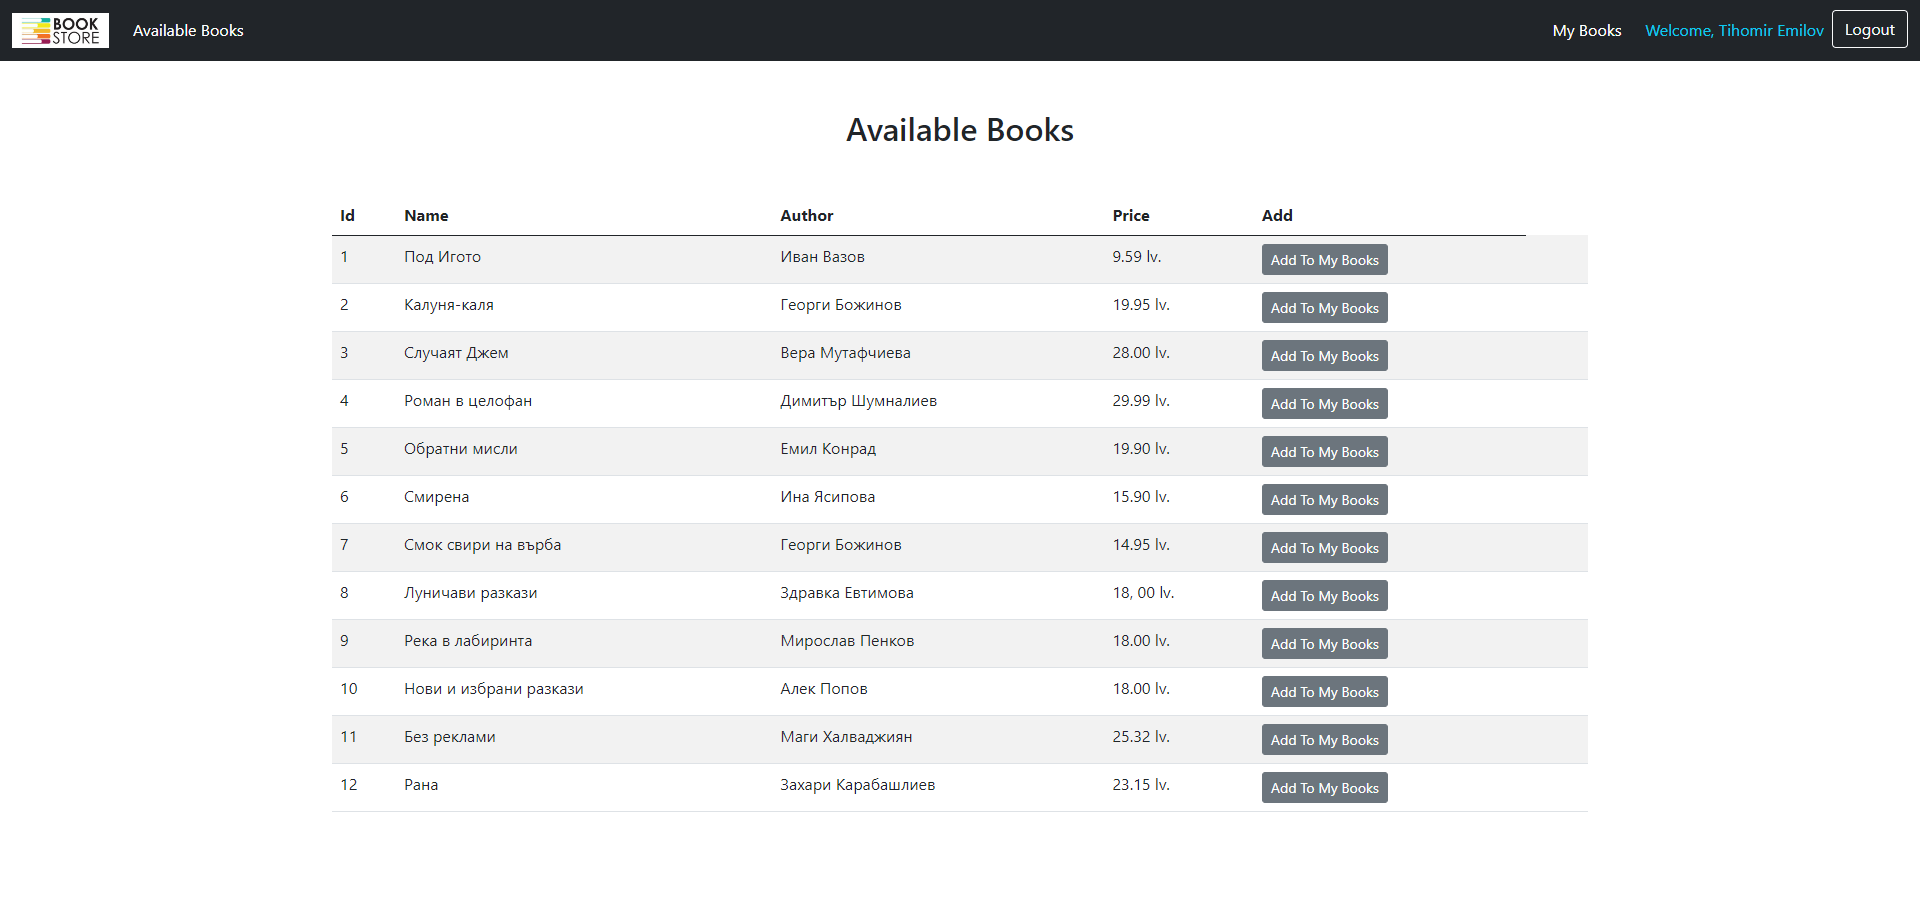 BOOK
STORE
Available Books My Books Welcome, Tihomir Emilov Logout
Available Books
Id Name Author Price Add
1 Под Игото Иван Вазов 9.59 lv. Add To My Books
2 Калуня-каля Георги Божинов 19.95 lv. Add To My Books
3 Случаят Джем Вера Мутафчиева 28.00 lv. Add To My Books
4 Роман в целофан Димитър Шумналиев 29.99 lv. Add To My Books
5 Обратни мисли Емил Конрад 19.90 lv. Add To My Books
6 Смирена Ина Ясипова 15.90 lv. Add To My Books
7 Смок свири на върба Георги Божинов 14.95 lv. Add To My Books
8 Луничави разкази Здравка Евтимова 18, 00 lv. Add To My Books
9 Река в лабиринта Мирослав Пенков 18.00 lv. Add To My Books
10 Нови и избрани разкази Алек Попов 18.00 lv. Add To My Books
11 Без реклами Маги Халваджиян 25.32 lv. Add To My Books
12 Рана Захари Карабашлиев 23.15 lv. Add To My Books